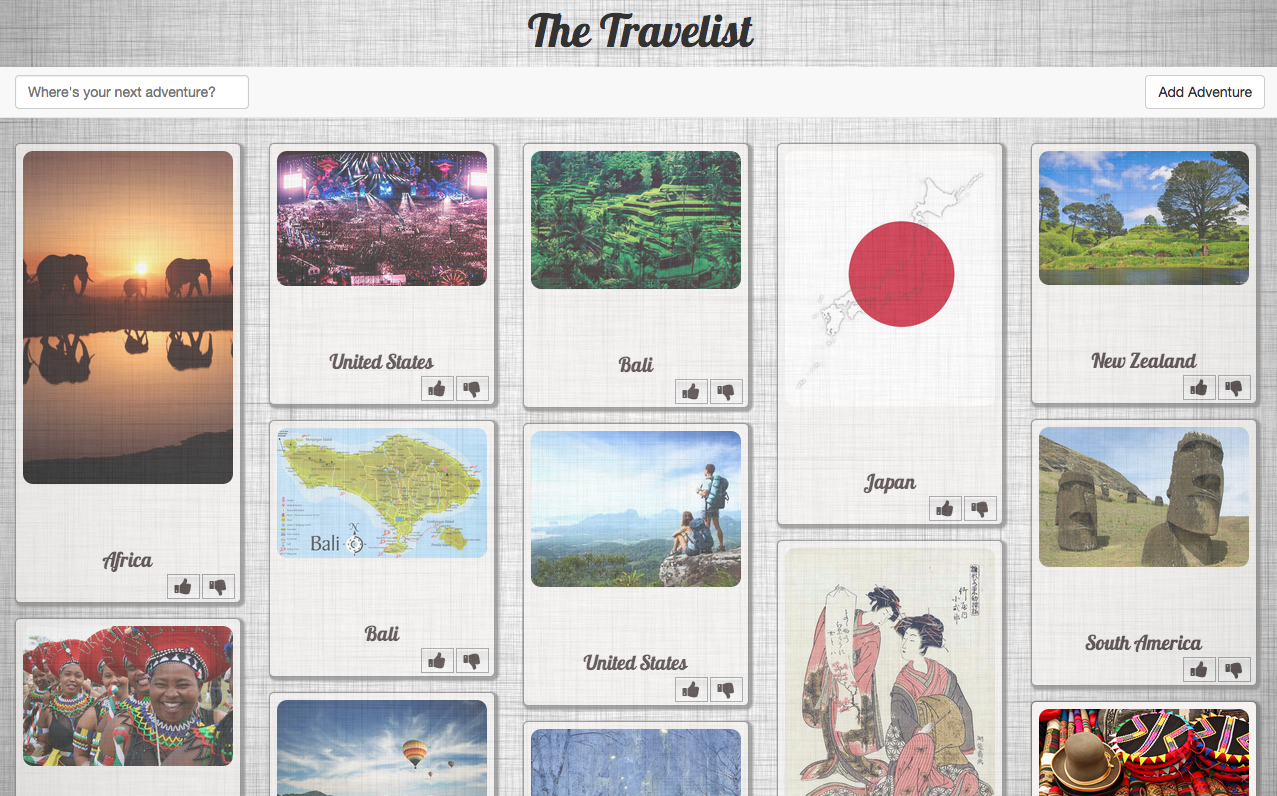 The Travelist
Where's your next adventure?
Add Adventure
United States
Bali
New Zealand
Japan
Africa
Bali
Bali
United States
South America